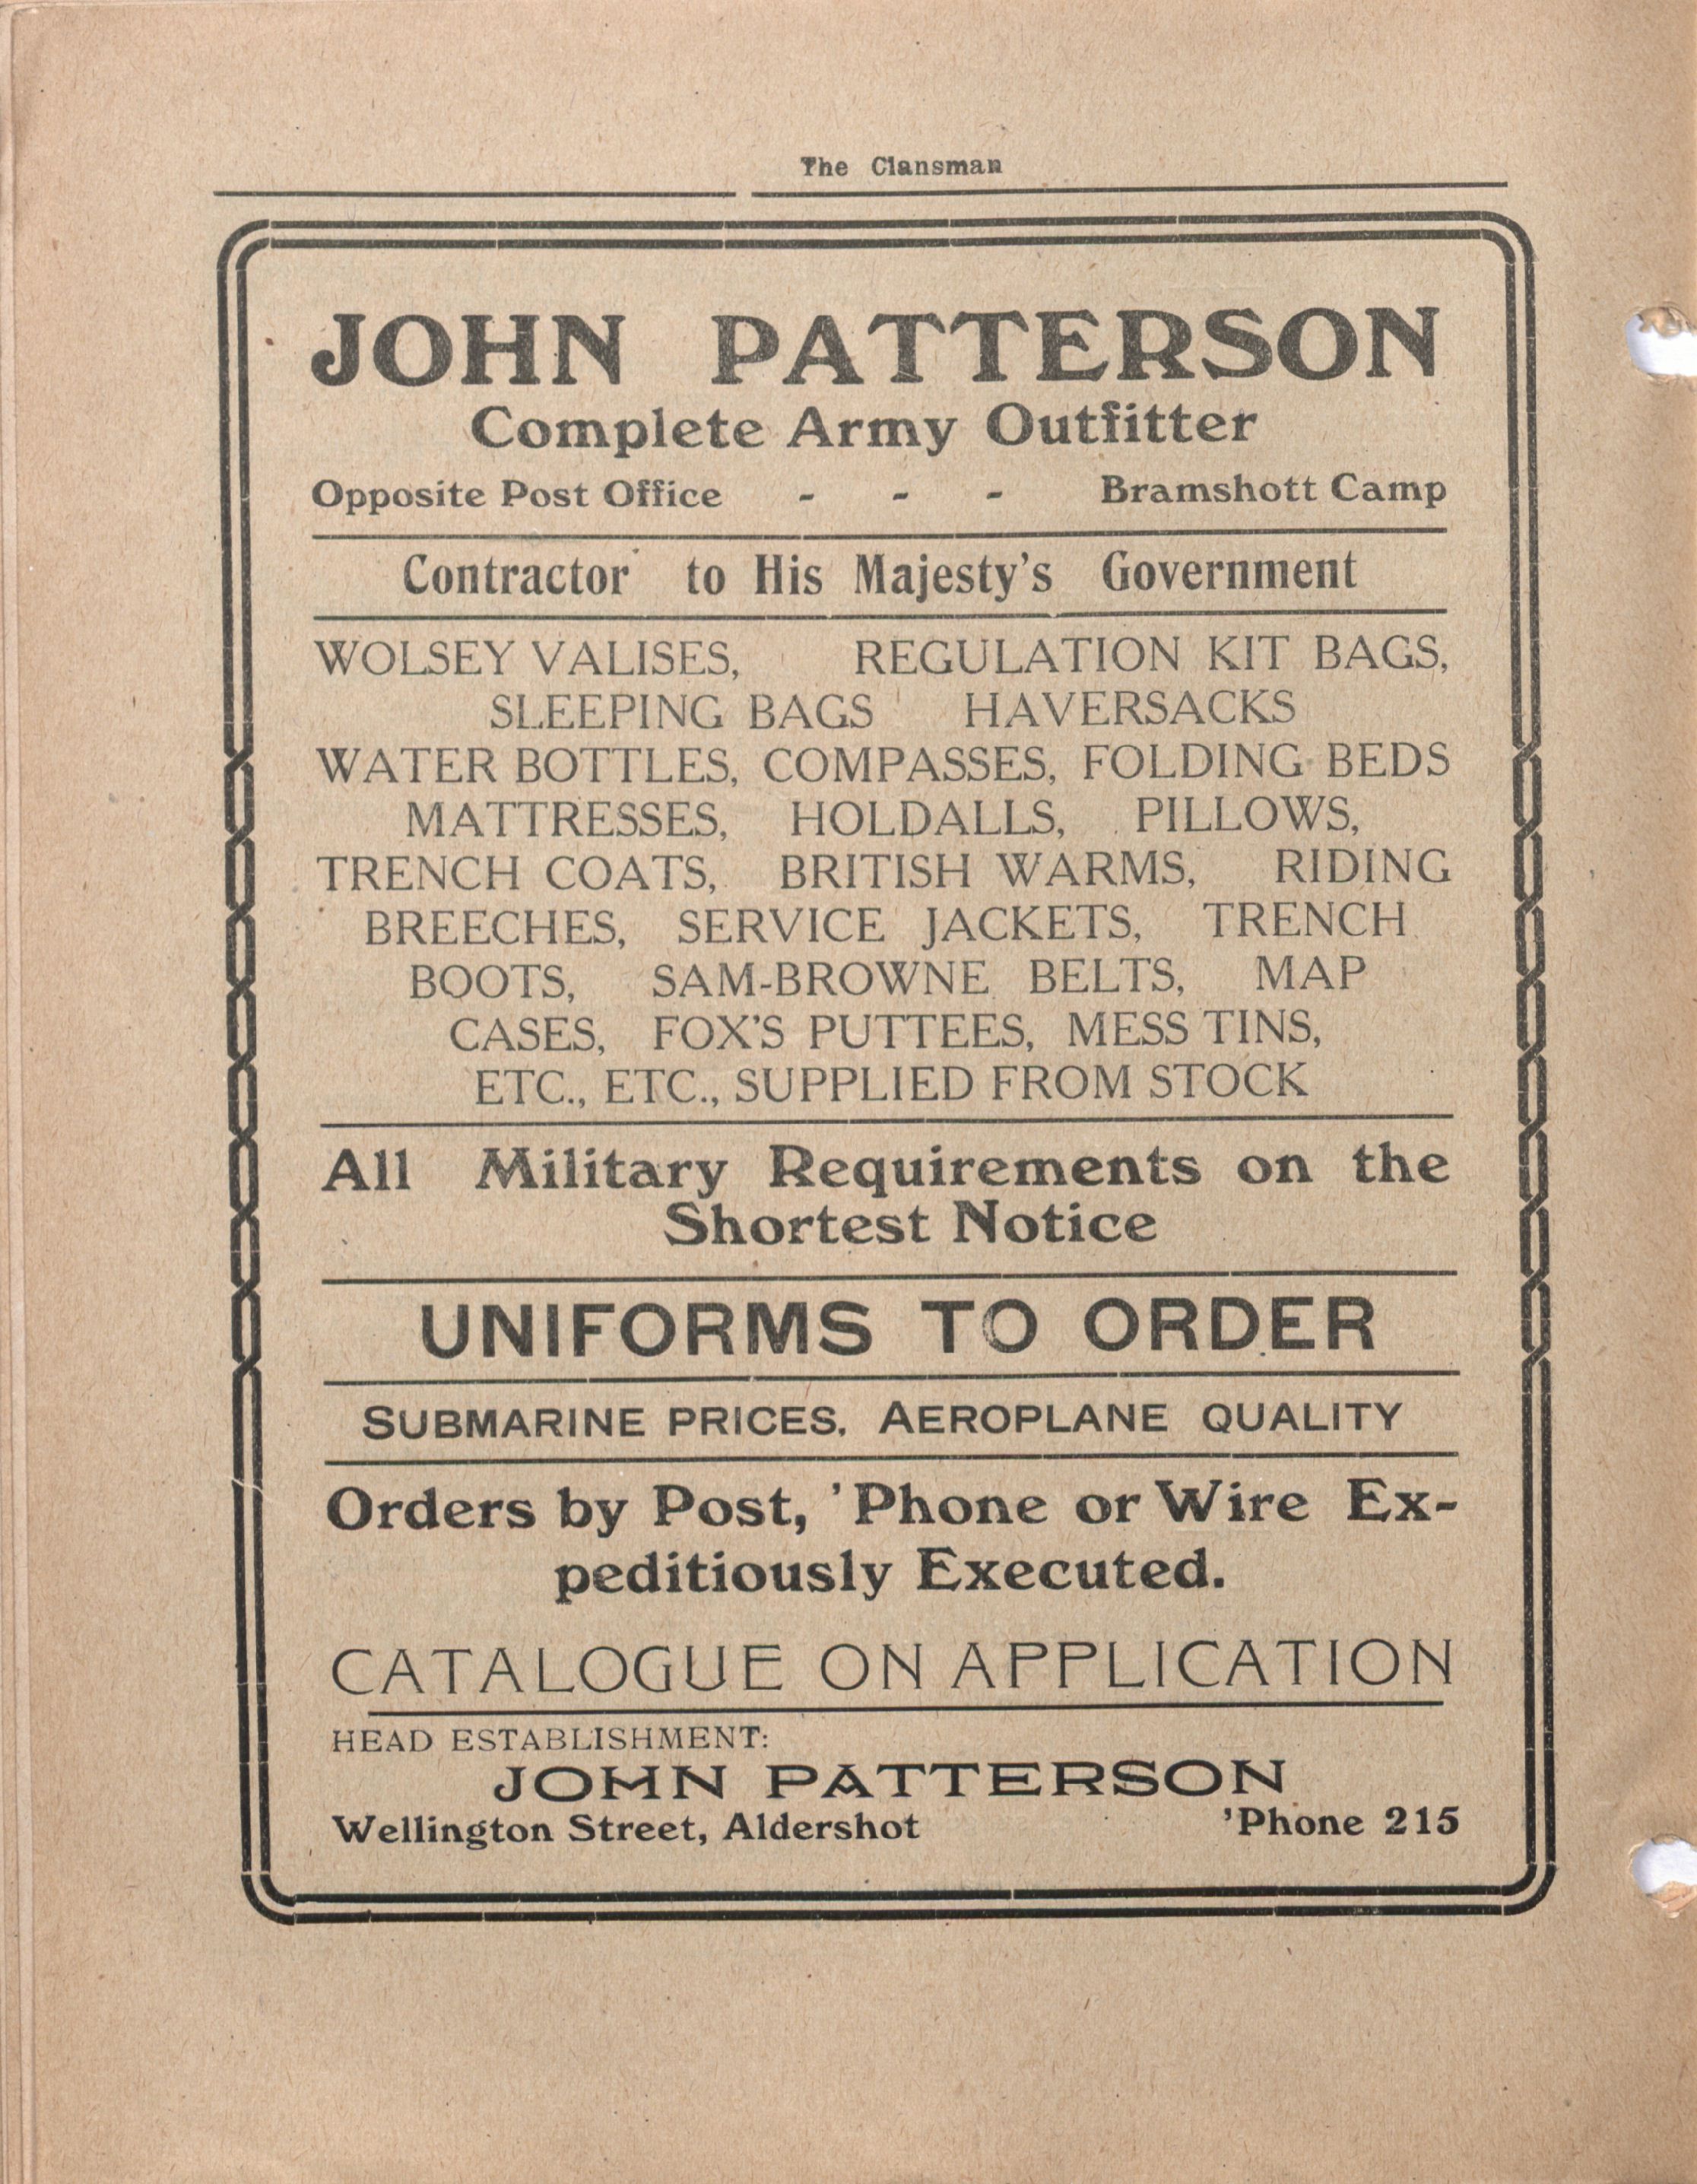 The Clansman
JOHN PATTERSON
Complete Army Outfitter
Opposite Post Office - - - Bramshott Camp
Contractor to His Majesty's Government
WOLSEY VALISES, REGULATION KIT BAGS,
SLEEPING BAGS HAVERSACKS
WATER BOTTLES, COMPASSES, FOLDING BEDS
MATTRESSES, HOLDALLS, PILLOWS,
TRENCH COATS, BRITISH WARMS, RIDING
BREECHES, SERVICE JACKETS, TRENCH
BOOTS, SAM-BROWNE BELTS, MAP
CASES, FOX'S PUTTEES, MESS TINS,
ETC., ETC., SUPPLIED FROM STOCK
All Military Requirements on the
Shortest Notice
UNIFORMS TO ORDER
SUBMARINE PRICES, AEROPLANE QUALITY
Orders by Post, 'Phone or Wire Ex-
peditiously Executed.
CATALOGUE ON APPLICATION
HEAD ESTABLISHMENT:
JOHN PATTERSON
Wellington Street, Aldershot 'Phone 215